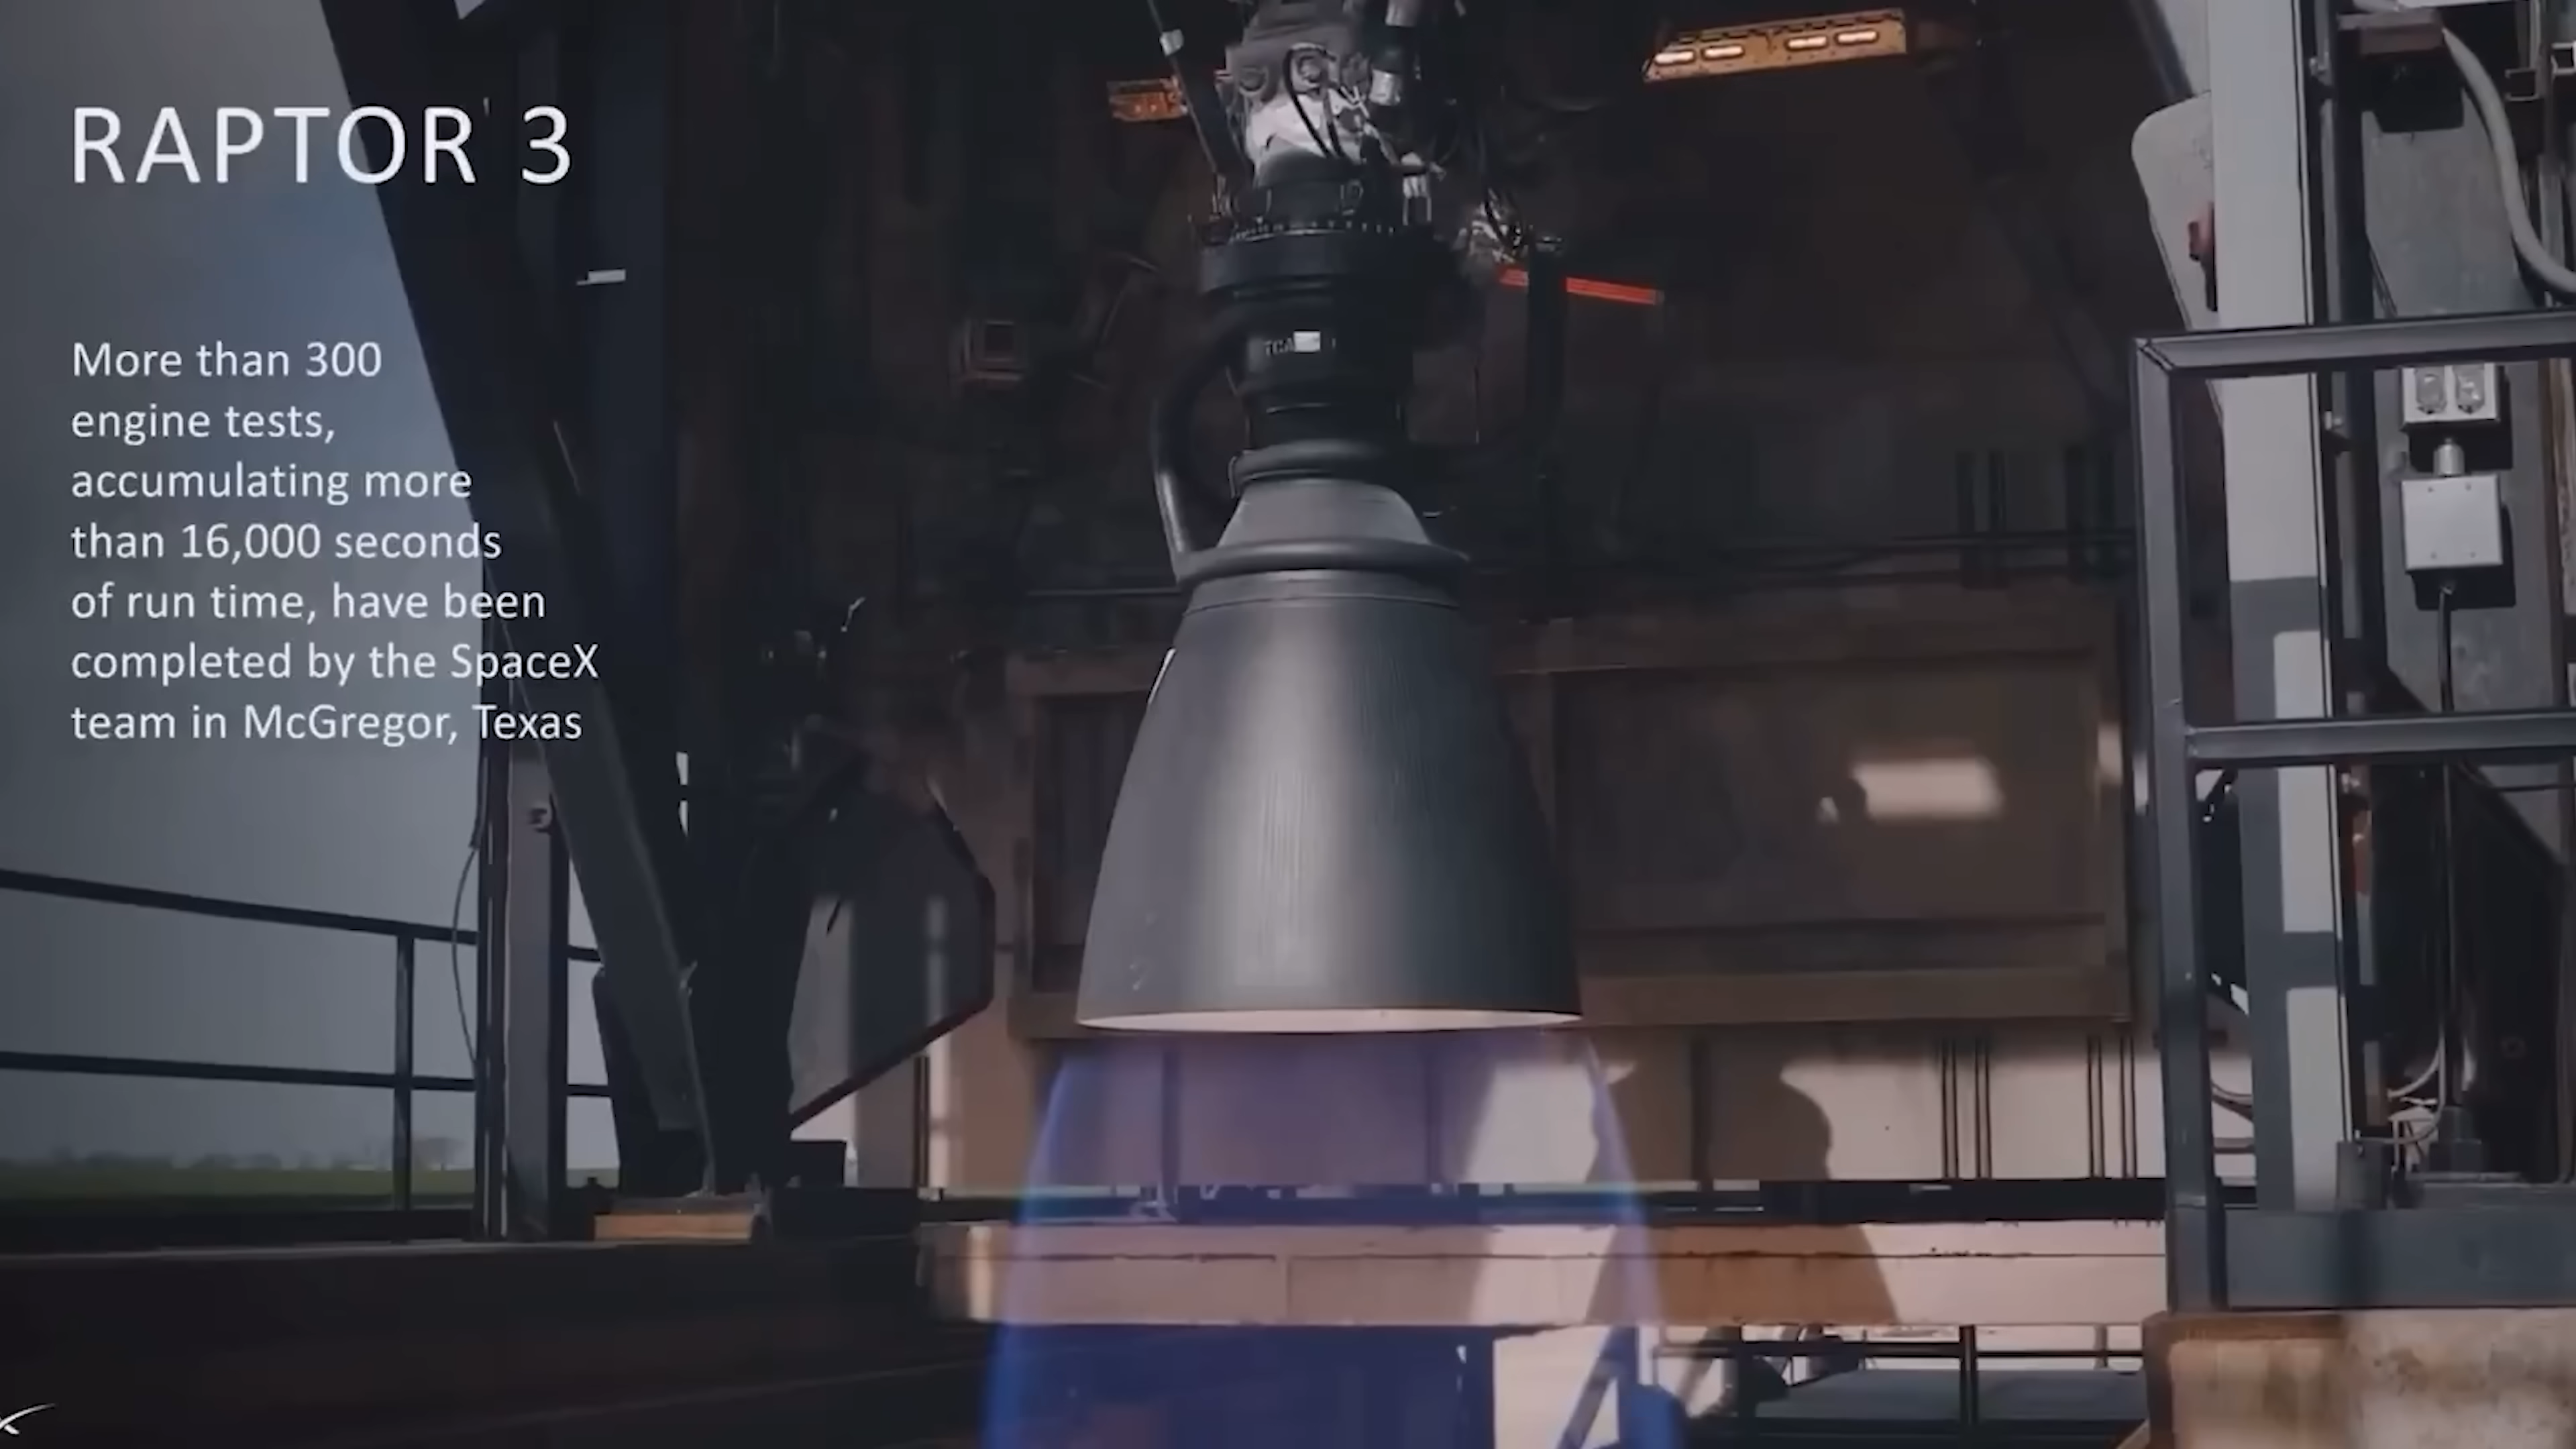 RAPTOR 3
More than 300
engine tests,
accumulating more
than 16,000 seconds
of run time, have been
completed by the SpaceX
team in McGregor, Texas